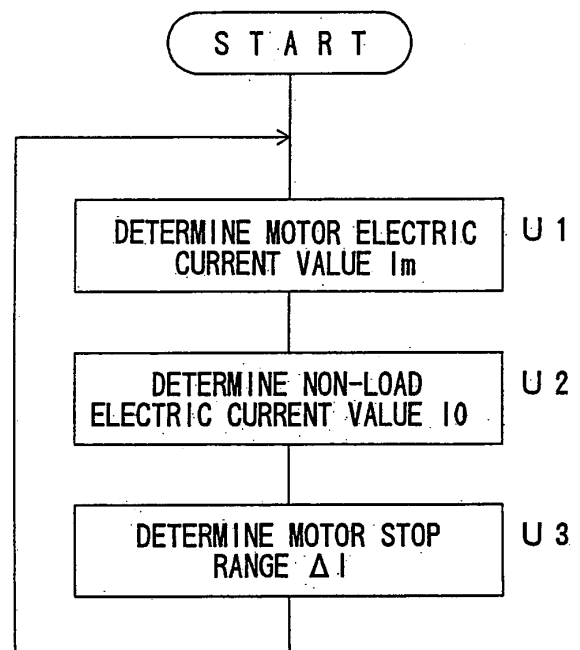 START
DETERMINE MOTOR ELECTRIC
CURRENT VALUE Im
U1
DETERMINE NON-LOAD
ELECTRIC CURRENT VALUE I0
U2
DETERMINE MOTOR STOP
RANGE ΔI
U3